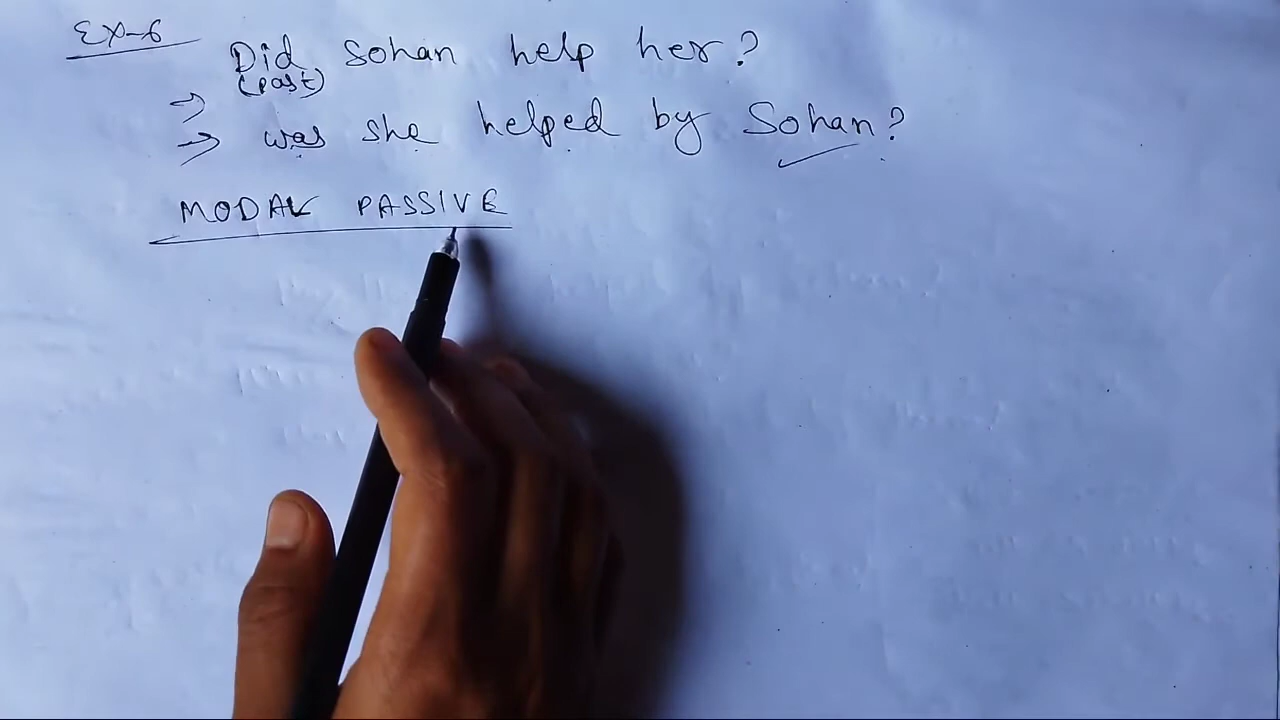 EX-6
Did Sohan help her?
(past)
→
→ was she helped by Sohan?
MODAL PASSIVE